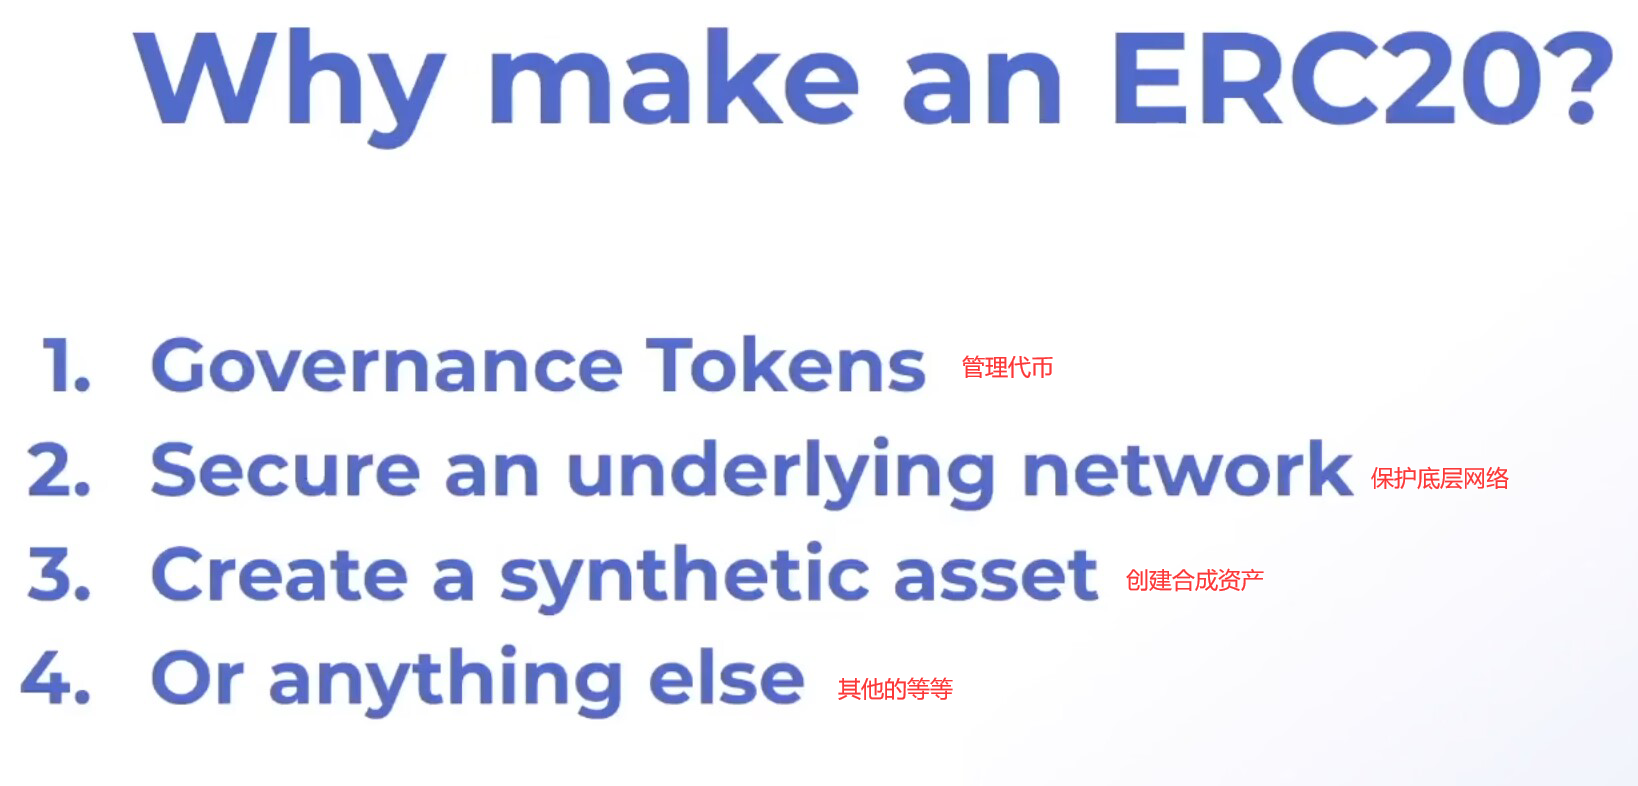 Why make an ERC20?
1. Governance Tokens 管理代币
2. Secure an underlying network 保护底层网络
3. Create a synthetic asset 创建合成资产
4. Or anything else 其他的等等